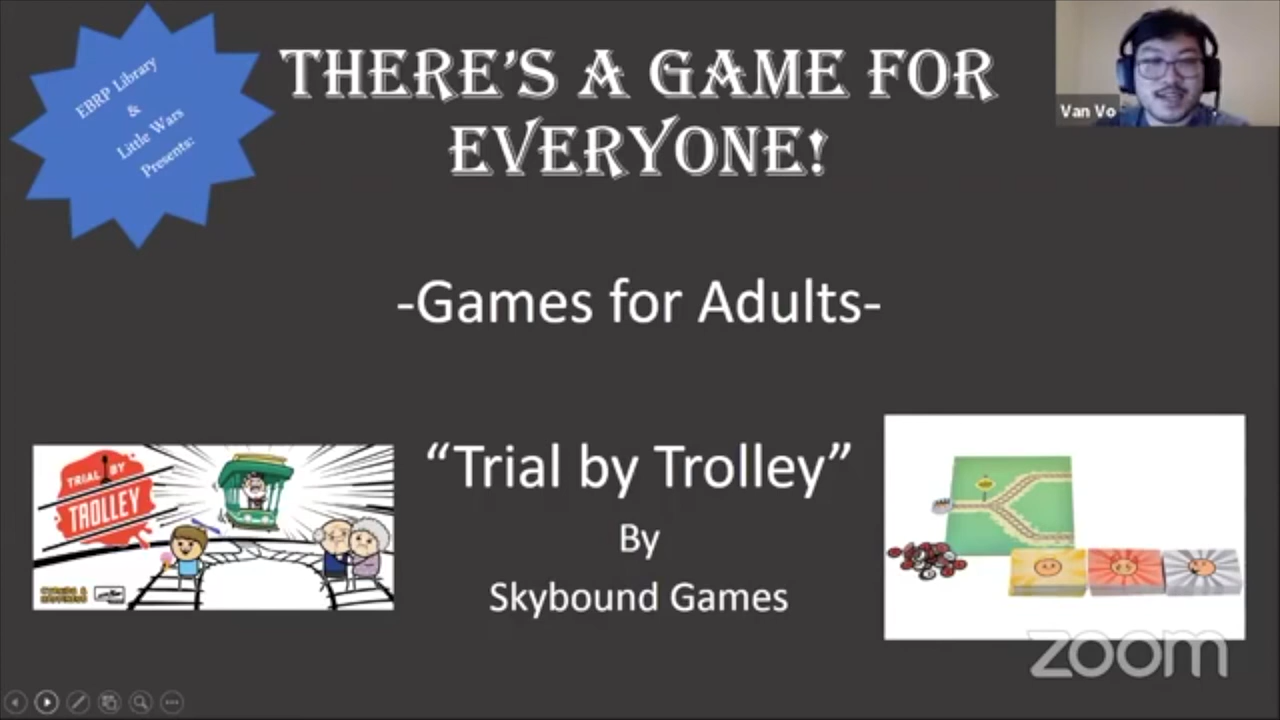 EBRP Library
&
Little Wars
Presents:
THERE'S A GAME FOR
EVERYONE!
Van Vo
-Games for Adults-
“Trial by Trolley”
By
Skybound Games
TRIAL BY
TROLLEY
zoom